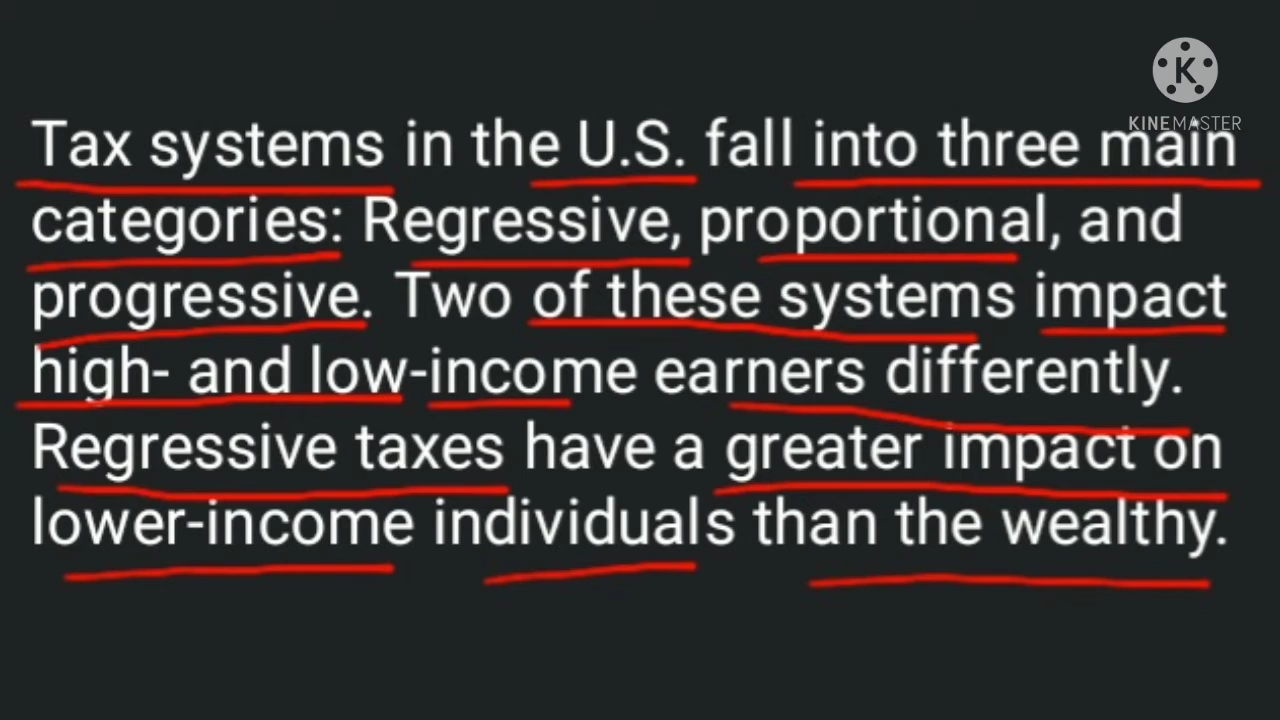 KINEMASTER
Tax systems in the U.S. fall into three main
categories: Regressive, proportional, and
progressive. Two of these systems impact
high- and low-income earners differently.
Regressive taxes have a greater impact on
lower-income individuals than the wealthy.